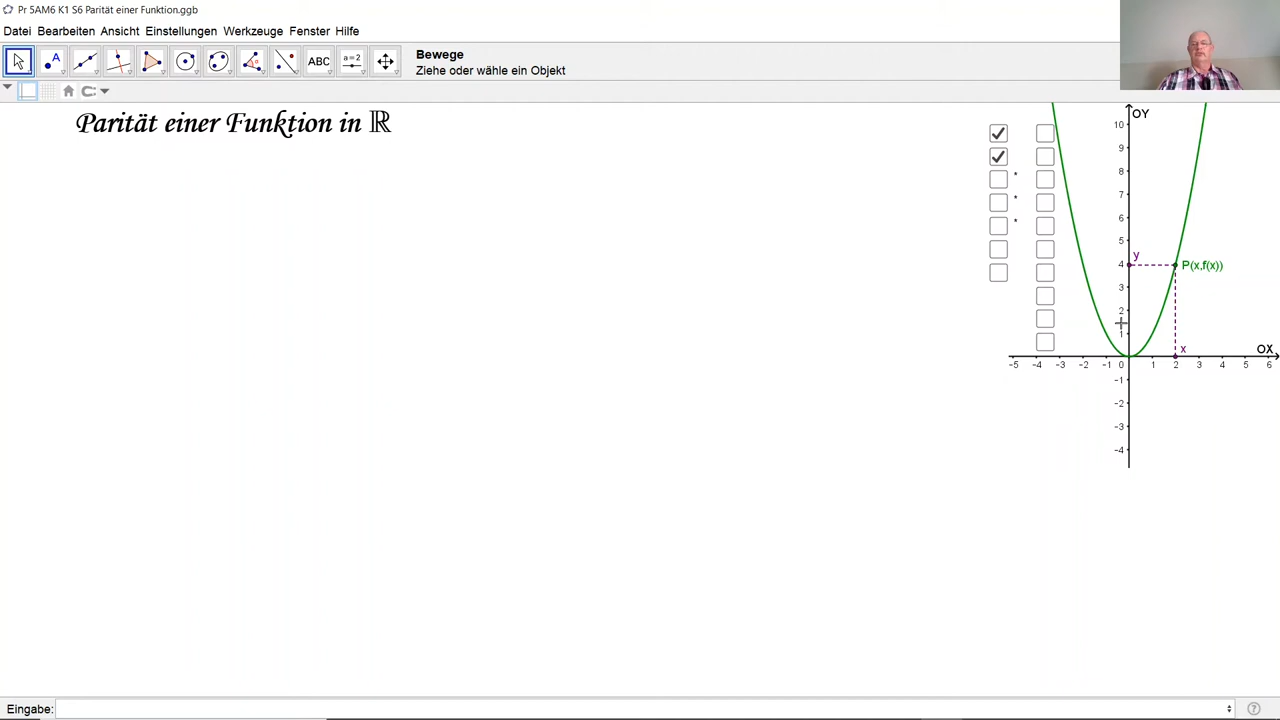 Pr 5AM6 K1 S6 Parität einer Funktion.ggb
Datei Bearbeiten Ansicht Einstellungen Werkzeuge Fenster Hilfe
A
ABC
a=2
Bewege
Ziehe oder wähle ein Objekt
Parität einer Funktion in ℝ
OY
10
9
8
7
6
5
4
3
2
1
y
P(x,f(x))
*
*
*
x
OX
-5 -4 -3 -2 -1 0 1 2 3 4 5 6
-1
-2
-3
-4
Eingabe: